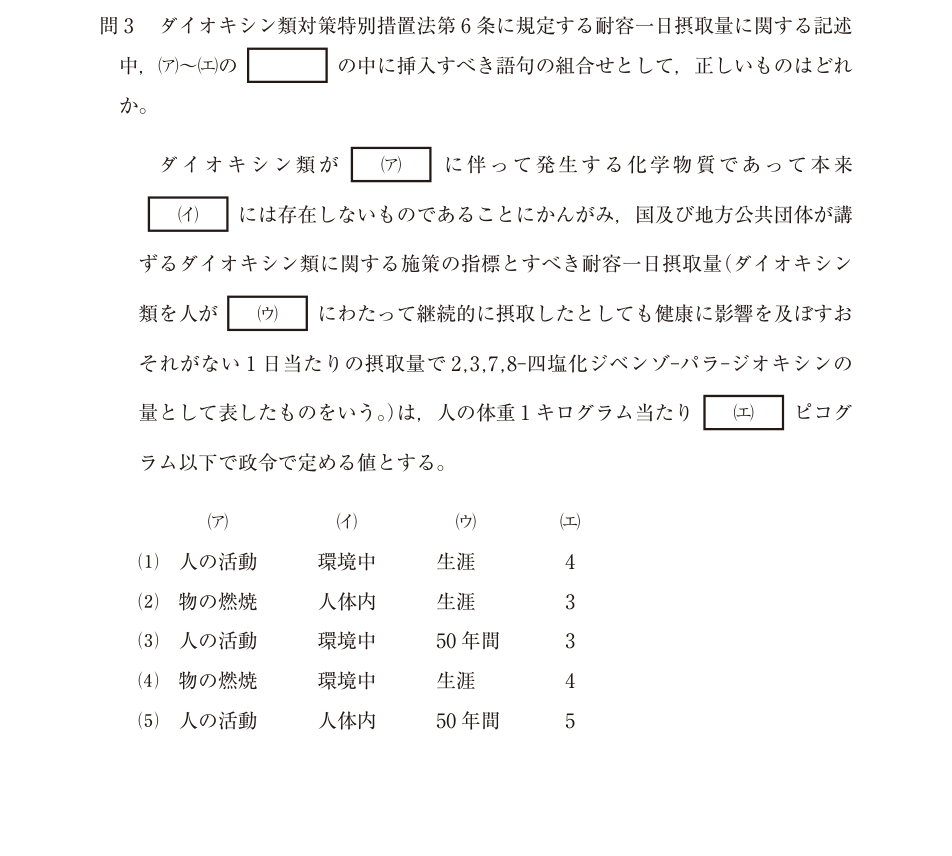 問3 ダイオキシン類対策特別措置法第6条に規定する耐容一日摂取量に関する記述
中，㋐～㋓の の中に挿入すべき語句の組合せとして，正しいものはどれ
か。
ダイオキシン類が (ア) に伴って発生する化学物質であって本来
(イ) には存在しないものであることにかんがみ，国及び地方公共団体が講
ずるダイオキシン類に関する施策の指標とすべき耐容一日摂取量(ダイオキシン
類を人が (ウ) にわたって継続的に摂取したとしても健康に影響を及ぼすお
それがない1日当たりの摂取量で2,3,7,8-四塩化ジベンゾ-パラ-ジオキシンの
量として表したものをいう。)は，人の体重1キログラム当たり (エ) ピコグ
ラム以下で政令で定める値とする。
(ア) (イ) (ウ) (エ)
(1) 人の活動 環境中 生涯 4
(2) 物の燃焼 人体内 生涯 3
(3) 人の活動 環境中 50年間 3
(4) 物の燃焼 環境中 生涯 4
(5) 人の活動 人体内 50年間 5